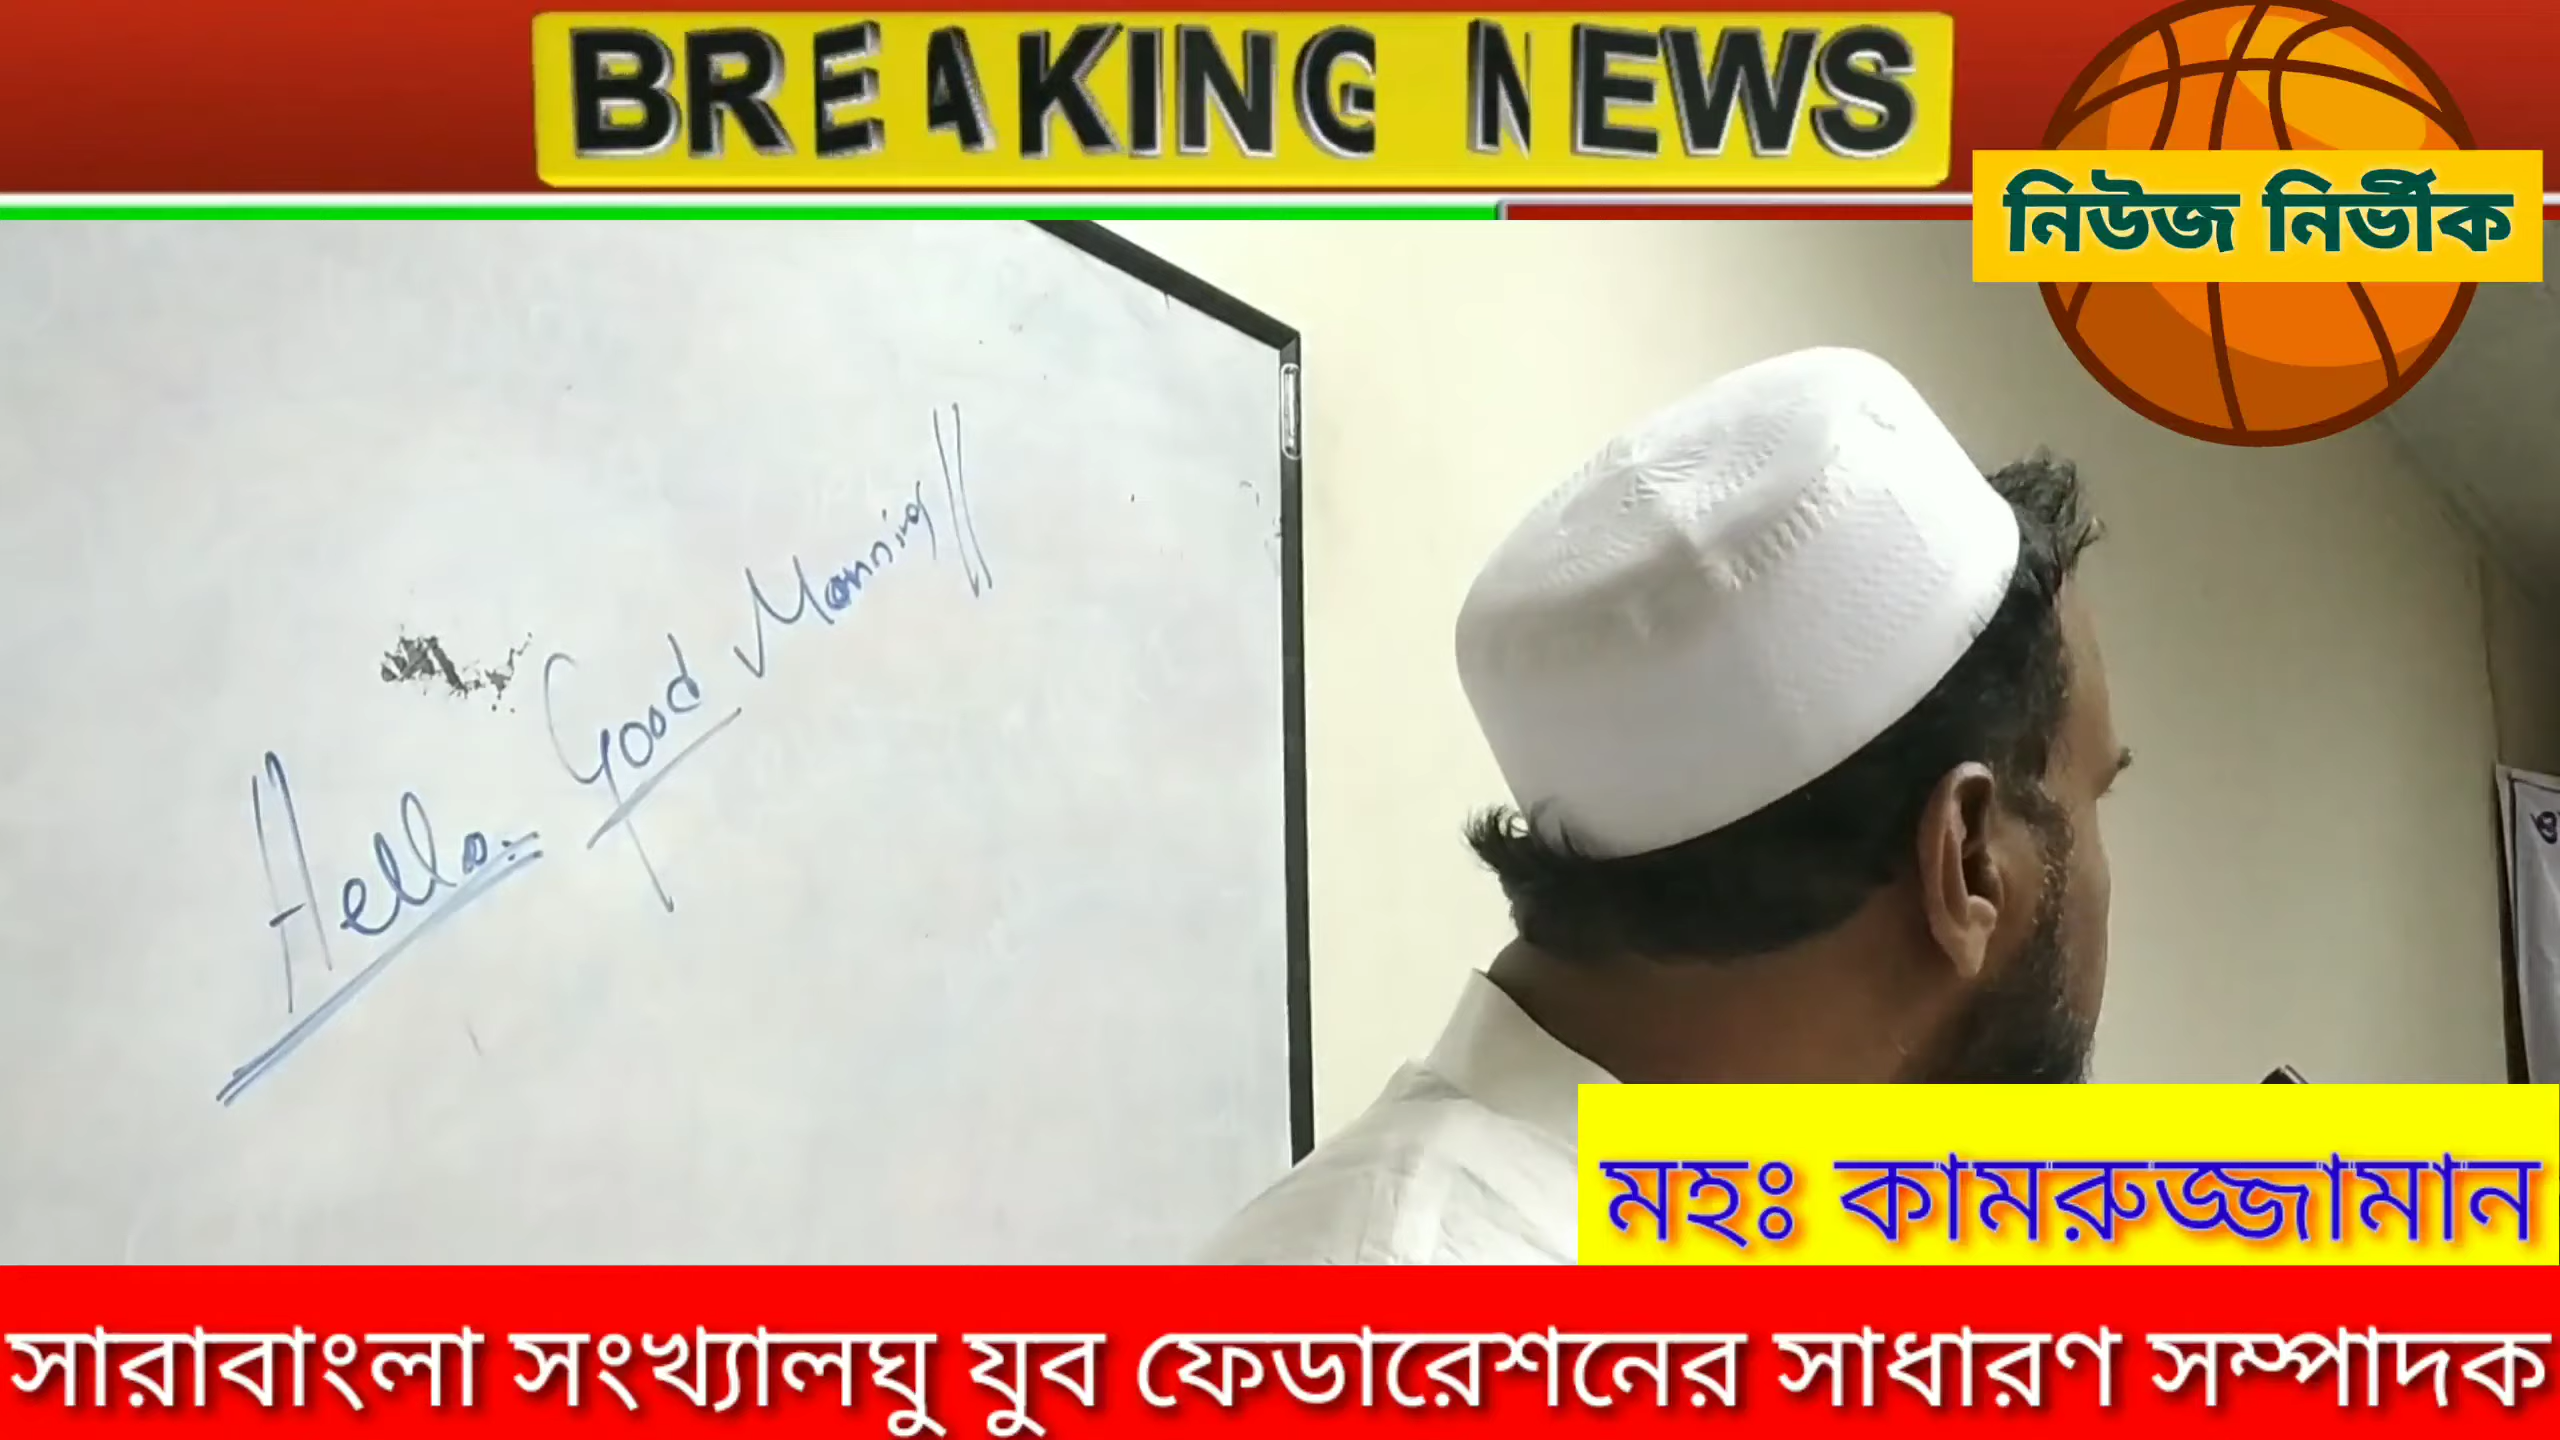 BREAKING NEWS
নিউজ নির্ভীক
Hello. Good Morning
মহঃ কামরুজ্জামান
সারাবাংলা সংখ্যালঘু যুব ফেডারেশনের সাধারণ সম্পাদক